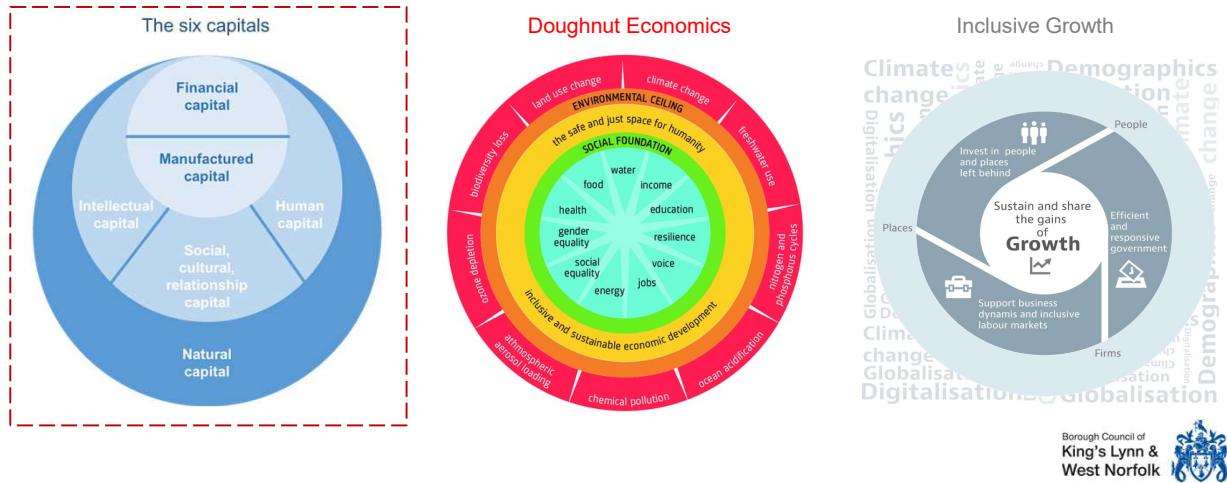 The six capitals
Financial
capital
Manufactured
capital
Intellectual
capital
Human
capital
Social,
cultural,
relationship
capital
Natural
capital
Doughnut Economics
land use change
climate change
freshwater use
nitrogen and
phosphorus cycles
ocean acidification
chemical pollution
athmospheric
aerosol loading
ozone depletion
biodiversity loss
ENVIRONMENTAL CEILING
the safe and just space for humanity
SOCIAL FOUNDATION
water
food
income
health
education
gender
equality
resilience
social
equality
voice
jobs
energy
inclusive and sustainable economic development
Inclusive Growth
Climate
change
Demographics
change
Digitalisation
Globalisation
People
Invest in people
and places
left behind
Places
Sustain and share
the gains
of
Growth
Efficient
and
responsive
government
Support business
dynamis and inclusive
labour markets
Firms
Digitalisation
Globalisation
Borough Council of
King's Lynn &
West Norfolk